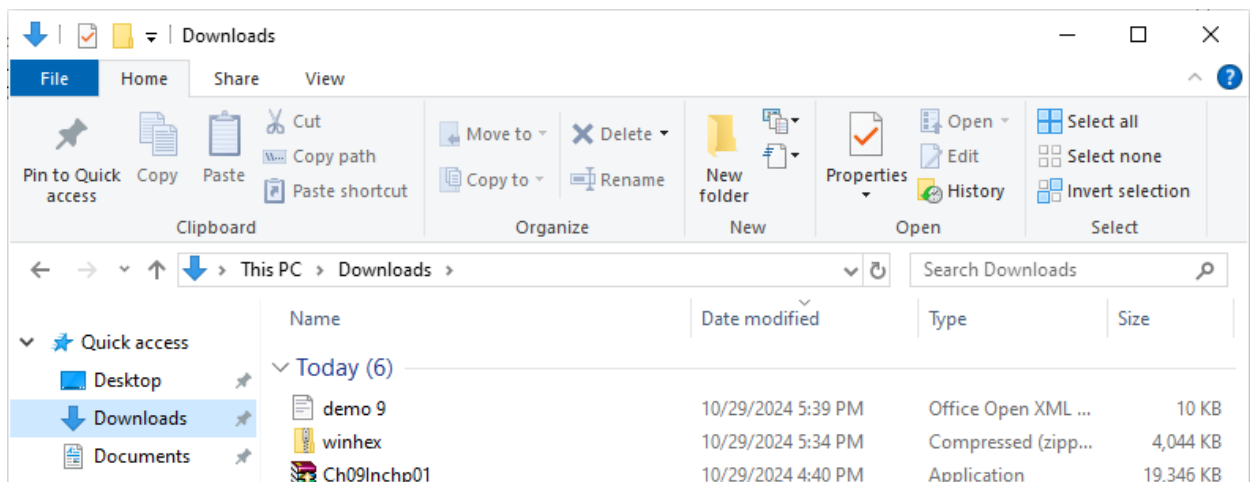 Downloads
File Home Share View
Pin to Quick access
Copy
Paste
Cut
Copy path
Paste shortcut
Clipboard
Move to
Copy to
Delete
Rename
Organize
New folder
New
Properties
Open
Edit
History
Open
Select all
Select none
Invert selection
Select
This PC > Downloads >
Search Downloads
Name Date modified Type Size
Quick access
Desktop
Downloads
Documents
Today (6)
demo 9 10/29/2024 5:39 PM Office Open XML ... 10 KB
winhex 10/29/2024 5:34 PM Compressed (zipp... 4,044 KB
Ch09Inchp01 10/29/2024 4:40 PM Application 19,346 KB